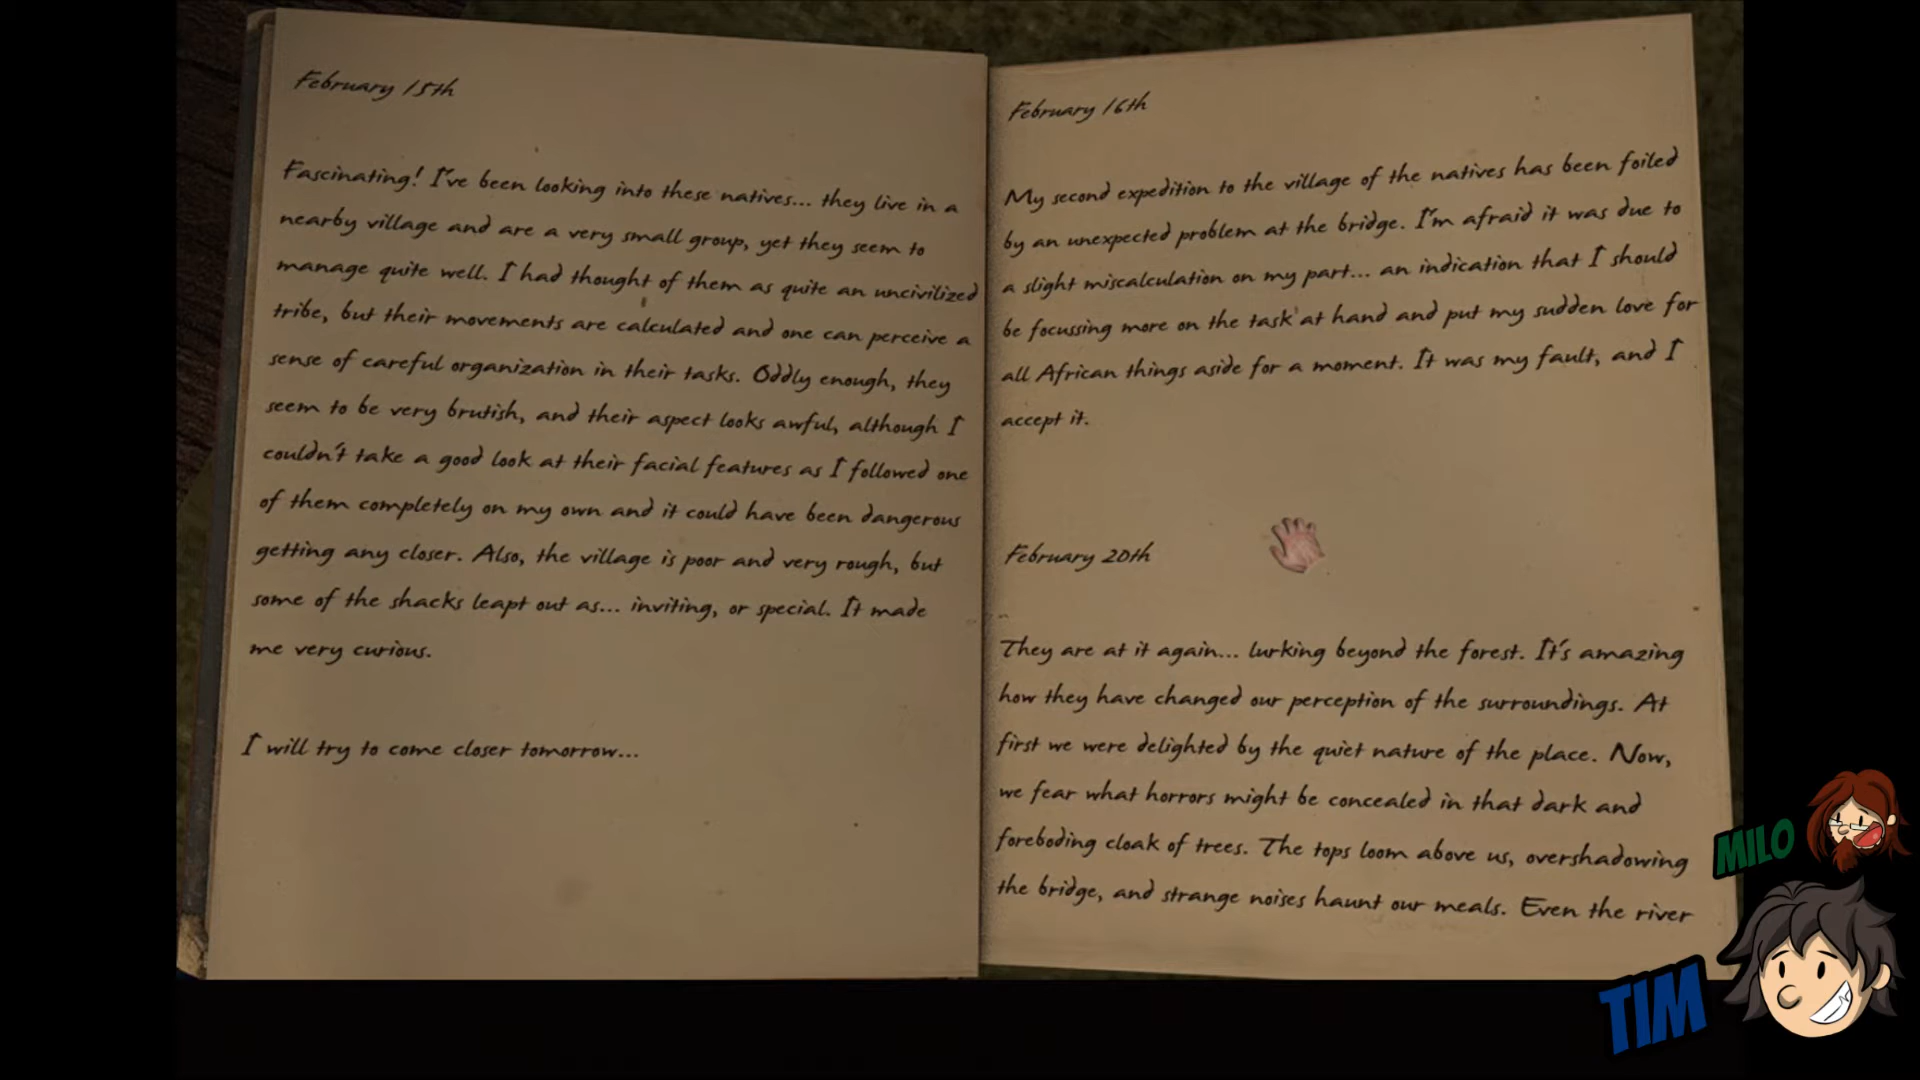 February 15th
Fascinating! I've been looking into these natives... they live in a
nearby village and are a very small group, yet they seem to
manage quite well. I had thought of them as quite an uncivilized
tribe, but their movements are calculated and one can perceive a
sense of careful organization in their tasks. Oddly enough, they
seem to be very brutish, and their aspect looks awful, although I
couldn't take a good look at their facial features as I followed one
of them completely on my own and it could have been dangerous
getting any closer. Also, the village is poor and very rough, but
some of the shacks leapt out as... inviting, or special. It made
me very curious.
I will try to come closer tomorrow...
February 16th
My second expedition to the village of the natives has been foiled
by an unexpected problem at the bridge. I'm afraid it was due to
a slight miscalculation on my part... an indication that I should
be focussing more on the task at hand and put my sudden love for
all African things aside for a moment. It was my fault, and I
accept it.
February 20th
They are at it again... lurking beyond the forest. It's amazing
how they have changed our perception of the surroundings. At
first we were delighted by the quiet nature of the place. Now,
we fear what horrors might be concealed in that dark and
foreboding cloak of trees. The tops loom above us, overshadowing
the bridge, and strange noises haunt our meals. Even the river
MILO
TIM